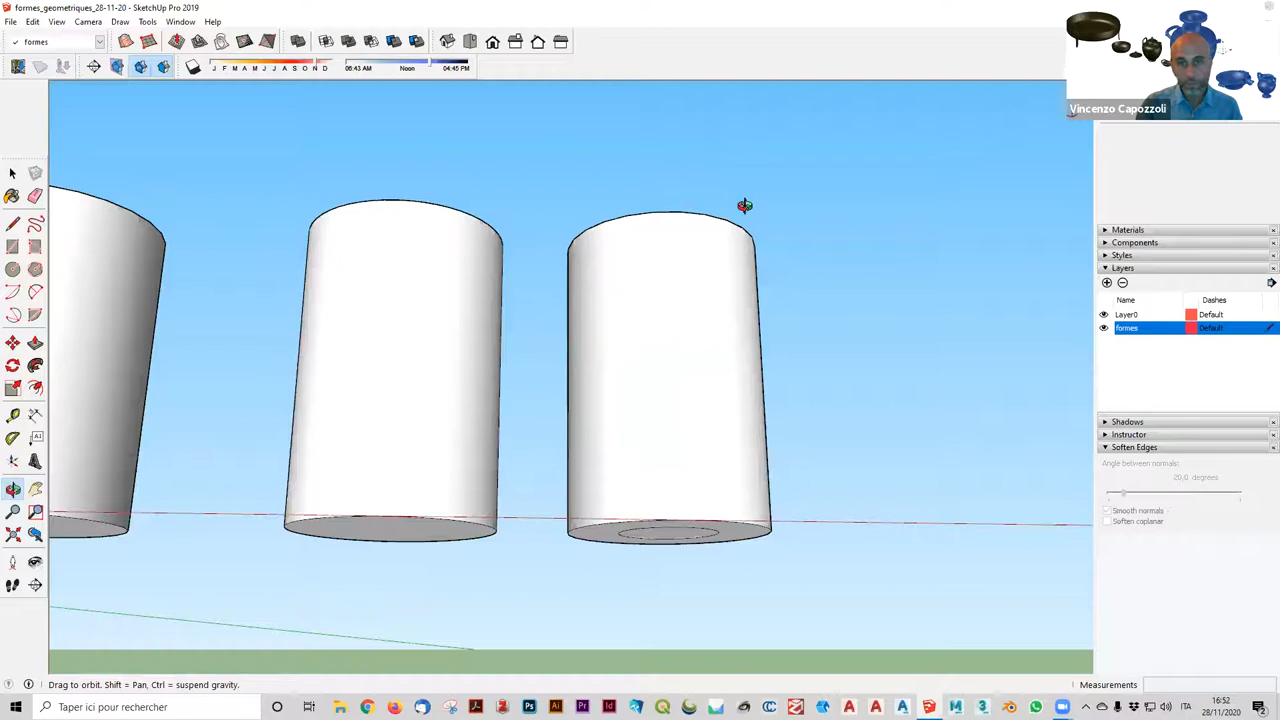 formes_geometriques_28-11-20 - SketchUp Pro 2019
File Edit View Camera Draw Tools Window Help
formes
J F M A M J J A S O N D
06:43 AM Noon 04:45 PM
Vincenzo Capozzoli
Materials
Components
Styles
Layers
Name Dashes
Layer0 Default
formes Default
Shadows
Instructor
Soften Edges
Angle between normals:
20,0 degrees
Smooth normals
Soften coplanar
Drag to orbit. Shift = Pan, Ctrl = suspend gravity.
Measurements
Taper ici pour rechercher
ITA
16:52
28/11/2020